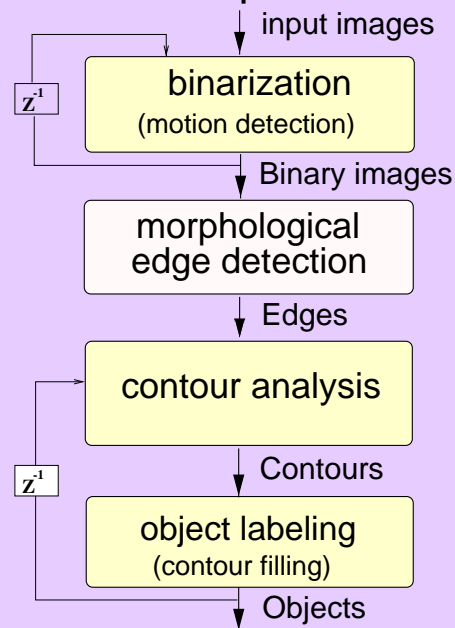 input images
binarization
(motion detection)
Z-1
Binary images
morphological
edge detection
Edges
contour analysis
Contours
Z-1
object labeling
(contour filling)
Objects